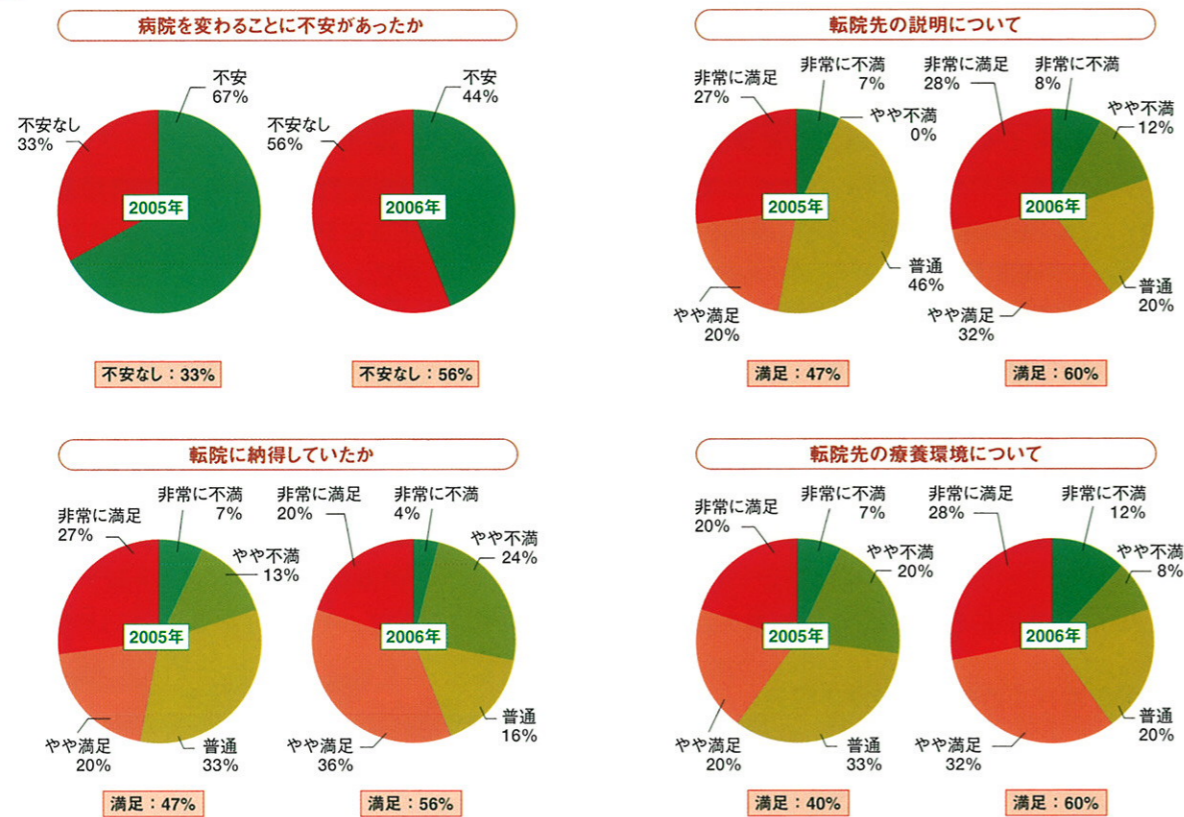 病院を変わることに不安があったか
不安
67%
不安なし
33%
2005年
不安なし：33%
不安
44%
不安なし
56%
2006年
不安なし：56%
転院先の説明について
非常に満足
27%
非常に不満
7%
やや不満
0%
2005年
普通
46%
やや満足
20%
満足：47%
非常に満足
28%
非常に不満
8%
やや不満
12%
2006年
普通
20%
やや満足
32%
満足：60%
転院に納得していたか
非常に満足
27%
非常に不満
7%
やや不満
13%
2005年
やや満足
20%
普通
33%
満足：47%
非常に満足
20%
非常に不満
4%
やや不満
24%
2006年
普通
16%
やや満足
36%
満足：56%
転院先の療養環境について
非常に満足
20%
非常に不満
7%
やや不満
20%
2005年
やや満足
20%
普通
33%
満足：40%
非常に満足
28%
非常に不満
12%
やや不満
8%
2006年
普通
20%
やや満足
32%
満足：60%